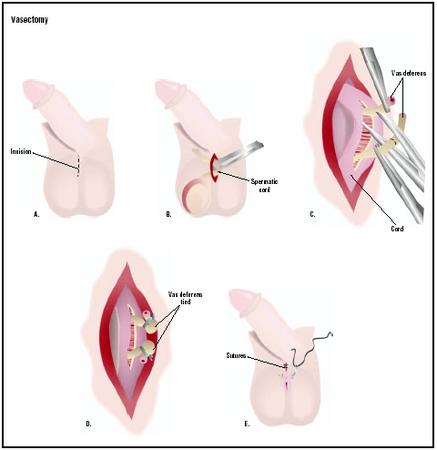 Vasectomy
Incision
A.
Spermatic
cord
B.
Vas deferens
Cord
C.
Vas deferens
tied
D.
Sutures
E.